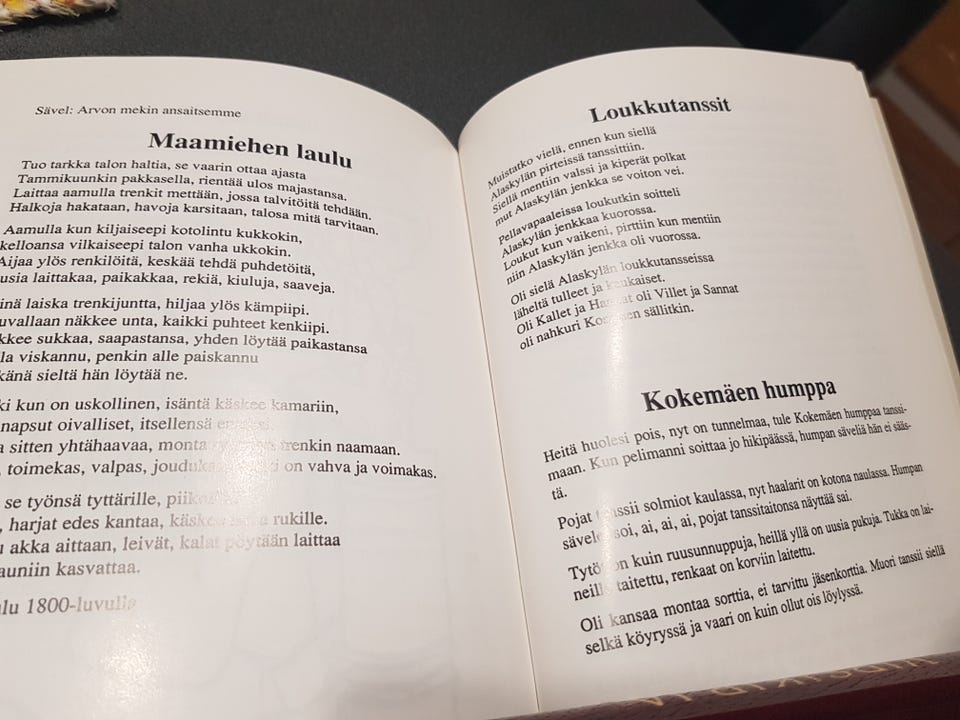 Sävel: Arvon mekin ansaitsemme
Maamiehen laulu
Tuo tarkka talon haltia, se vaarin ottaa ajasta
Tammikuunkin pakkasella, rientää ulos majastansa.
Laittaa aamulla trenkit mettään, jossa talvitöitä tehdään.
Halkoja hakataan, havoja karsitaan, talosa mitä tarvitaan.
Aamulla kun kiljaiseepi kotolintu kukkokin,
kelloansa vilkaiseepi talon vanha ukkokin.
Aijaa ylös renkilöitä, keskää tehdä puhdetöitä,
usia laittakaa, paikakkaa, rekiä, kiuluja, saaveja.
inä laiska trenkijuntta, hiljaa ylös kämpiipi.
uvallaan näkkee unta, kaikki puhteet kenkiipi.
kkee sukkaa, saapastansa, yhden löytää paikastansa
la viskannu, penkin alle paiskannu
känä sieltä hän löytää ne.
ki kun on uskollinen, isäntä käskee kamariin,
napsut oivalliset, itsellensä
sitten yhtähaavaa, monta trenkin naamaan.
, toimekas, valpas, on vahva ja voimakas.
se työnsä tyttärille,
, harjat edes kantaa, rukille.
u akka aittaan, leivät, kalat pöytään laittaa
auniin kasvattaa.
lu 1800-luvulta
Loukkutanssit
Muistatko vielä, ennen kun siellä
Alaskylän pirteissä tanssittiin.
Siellä mentiin valssi ja kiperät polkat
mut Alaskylän jenkka se voiton vei.
Pellavapaaleissa loukutkin soitteli
Alaskylän jenkkaa kuorossa.
Loukut kun vaikeni, pirttiin kun mentiin
niin Alaskylän jenkka oli vuorossa.
Oli sielä Alaskylän loukkutansseissa
läheltä tulleet ja kaukaiset.
Oli Kallet ja oli Villet ja Sannat
oli nahkuri sällitkin.
Kokemäen humppa
Heitä huolesi pois, nyt on tunnelmaa, tule Kokemäen humppaa tanssi-
maan. Kun pelimanni soittaa jo hikipäässä, humpan säveliä hän ei sääs-
tä.
Pojat tanssii solmiot kaulassa, nyt haalarit on kotona naulassa. Humpan
sävelet soi, ai, ai, ai, pojat tanssitaitonsa näyttää sai.
Tytöt on kuin ruusunnuppuja, heillä yllä on uusia pukuja. Tukka on lai-
neille taitettu, renkaat on korviin laitettu.
Oli kansaa montaa sorttia, ei tarvittu jäsenkorttia. Muori tanssii siellä
selkä köyryssä ja vaari on kuin ollut ois löylyssä.